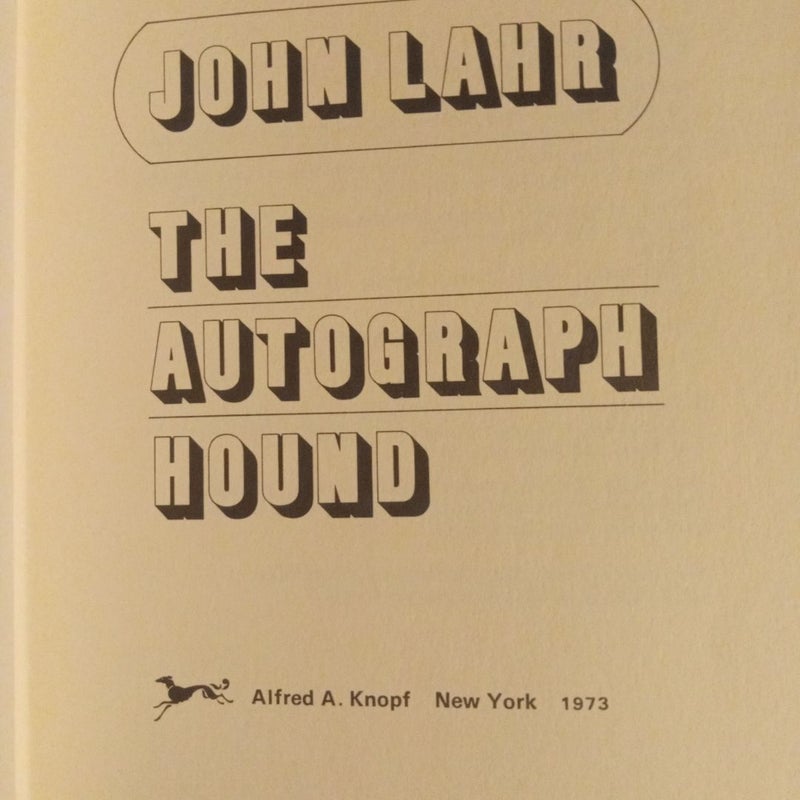 JOHN LAHR
THE
AUTOGRAPH
HOUND
Alfred A. Knopf New York 1973